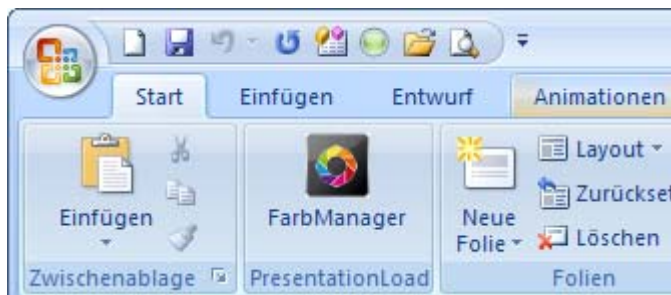 Start Einfügen Entwurf Animationen
Einfügen
FarbManager
Neue
Folie
Layout
Zurückset
Löschen
Zwischenablage PresentationLoad Folien